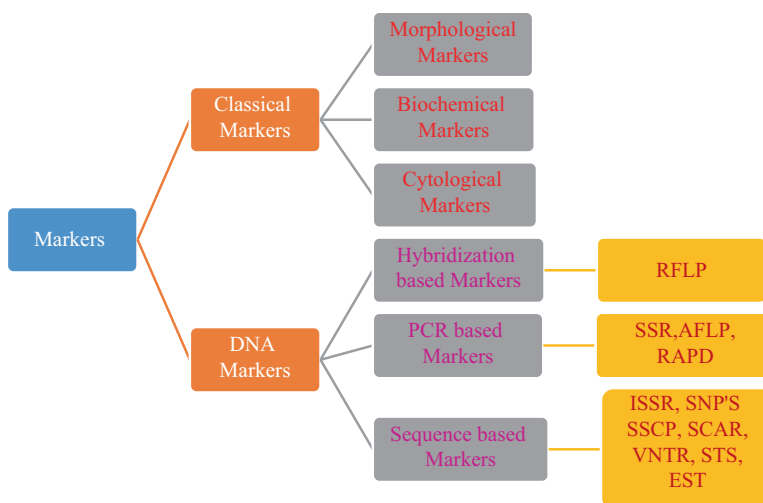 Markers
Classical
Markers
Morphological
Markers
Biochemical
Markers
Cytological
Markers
DNA
Markers
Hybridization
based Markers
RFLP
PCR based
Markers
SSR,AFLP,
RAPD
Sequence based
Markers
ISSR, SNP'S
SSCP, SCAR,
VNTR, STS,
EST